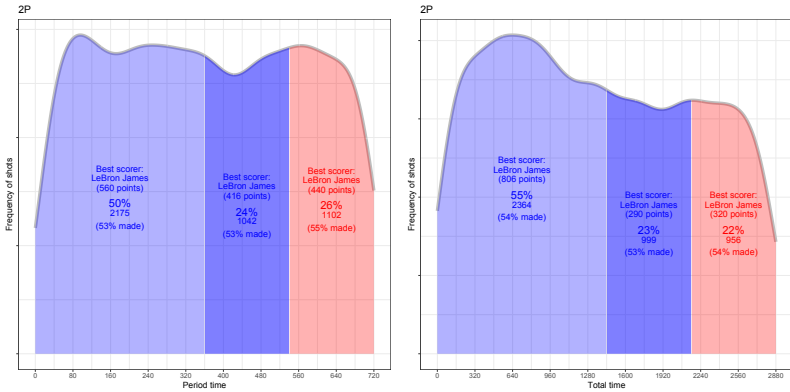 2P
Frequency of shots
Best scorer:
LeBron James
(560 points)
50%
2175
(53% made)
Best scorer:
LeBron James
(416 points)
24%
1042
(53% made)
Best scorer:
LeBron James
(440 points)
26%
1102
(55% made)
0 80 160 240 320 400 480 560 640 720
Period time
2P
Frequency of shots
Best scorer:
LeBron James
(806 points)
55%
2364
(54% made)
Best scorer:
LeBron James
(290 points)
23%
999
(53% made)
Best scorer:
LeBron James
(320 points)
22%
956
(54% made)
0 320 640 960 1280 1600 1920 2240 2560 2880
Total time